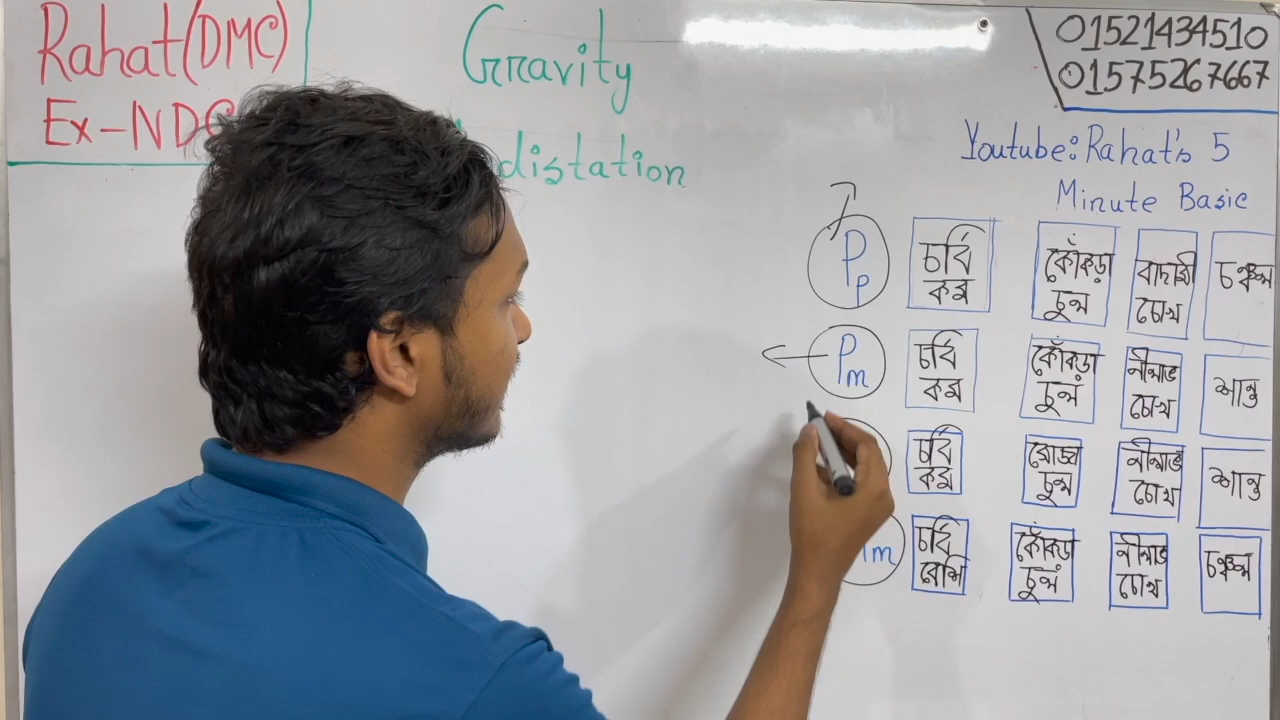 Rahat (DMC)
Ex-NDC
Gravity
distation
01521434510
01575267667
Youtube: Rahat's 5
Minute Basic
Pp
চর্বি
কম
কোঁকড়া
চুল
বাদামী
চোখ
চঞ্চল
Pm
চর্বি
কম
কোঁকড়া
চুল
নীলাভ
চোখ
শান্ত
চর্বি
কম
সোজা
চুল
নীলাভ
চোখ
শান্ত
m
চর্বি
বেশি
কোঁকড়া
চুল
নীলাভ
চোখ
চঞ্চল